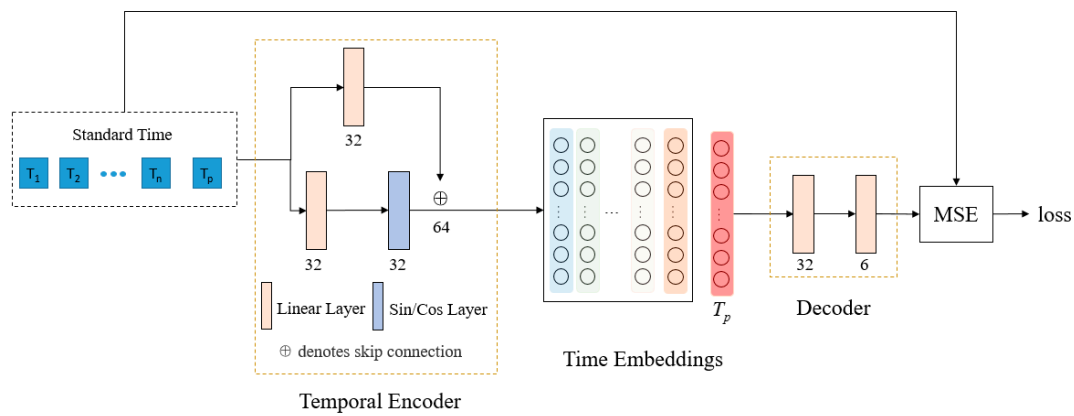 Standard Time
T1 T2 ••• Tn Tp
32
32
32
⊕
64
Linear Layer
Sin/Cos Layer
⊕ denotes skip connection
Temporal Encoder
...
Tp
Time Embeddings
32
6
Decoder
MSE
loss